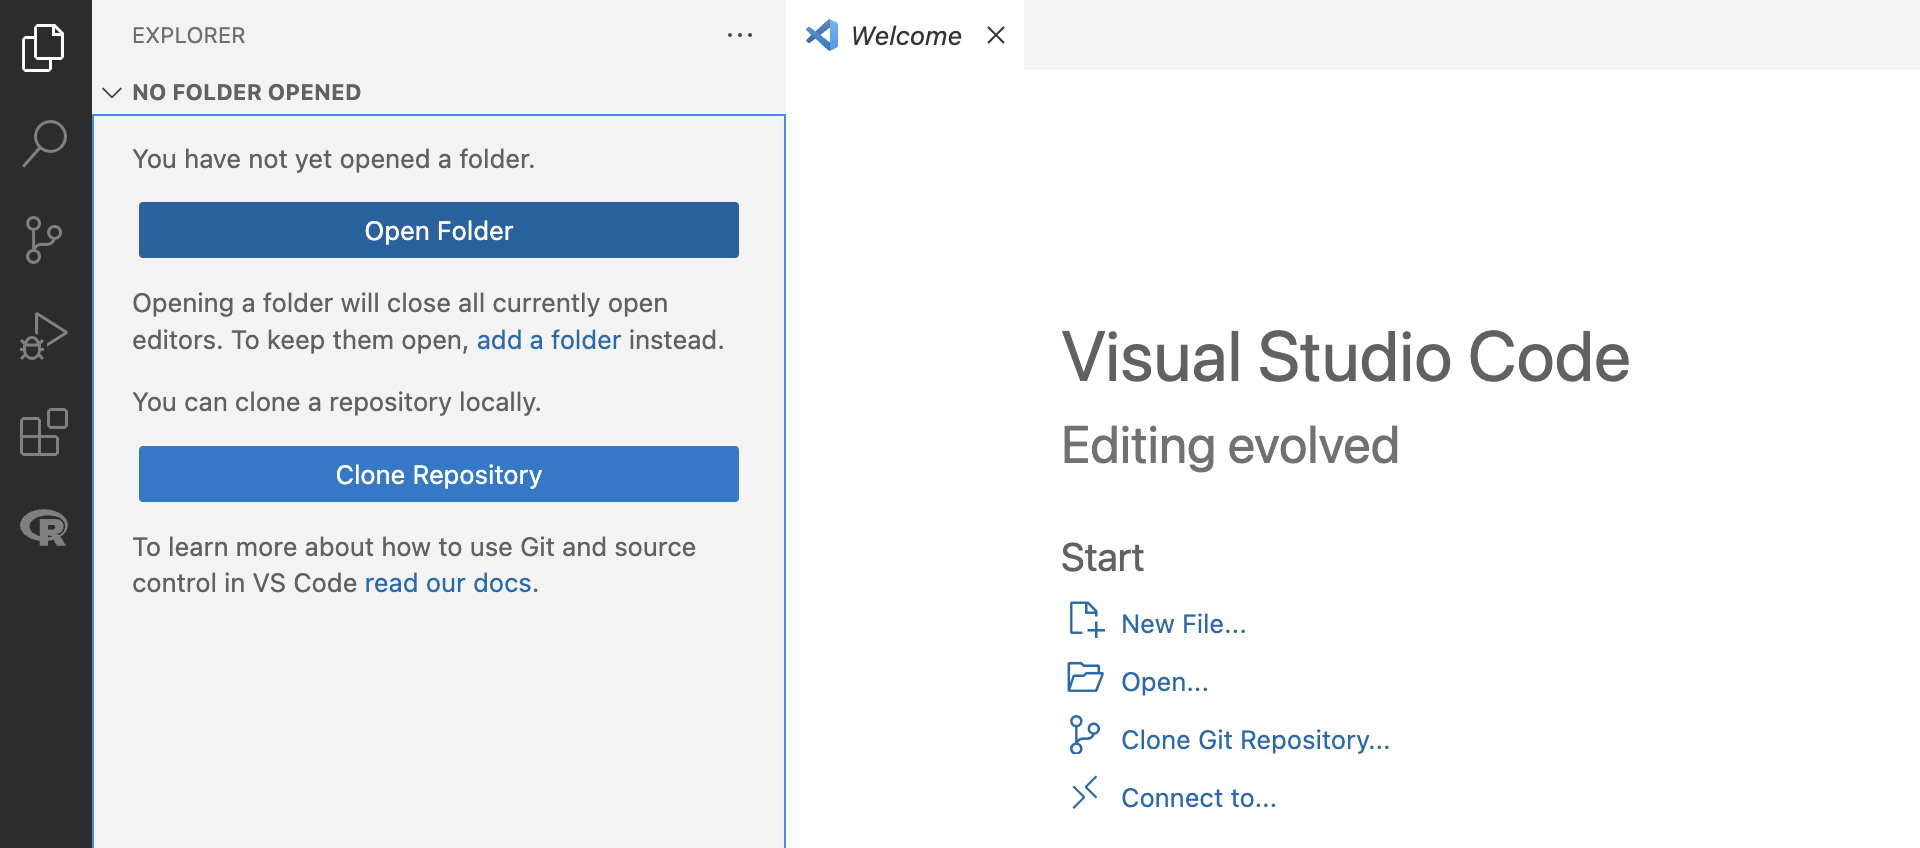 EXPLORER
NO FOLDER OPENED
You have not yet opened a folder.
Open Folder
Opening a folder will close all currently open
editors. To keep them open, add a folder instead.
You can clone a repository locally.
Clone Repository
To learn more about how to use Git and source
control in VS Code read our docs.
Welcome
Visual Studio Code
Editing evolved
Start
New File...
Open...
Clone Git Repository...
Connect to...
R